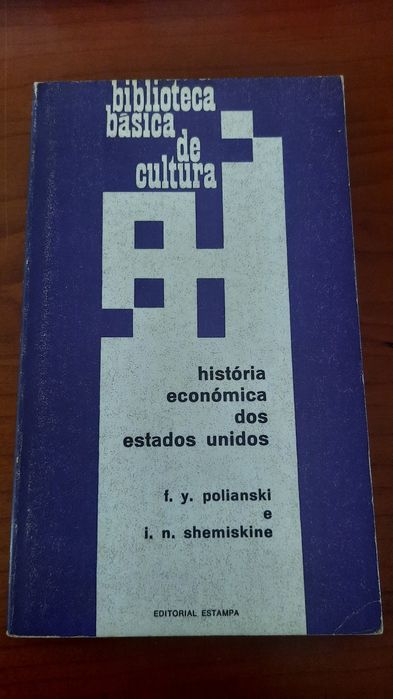 biblioteca
básica
de
cultura
história
económica
dos
estados unidos
f. y. polianski
e
i. n. shemiskine
EDITORIAL ESTAMPA